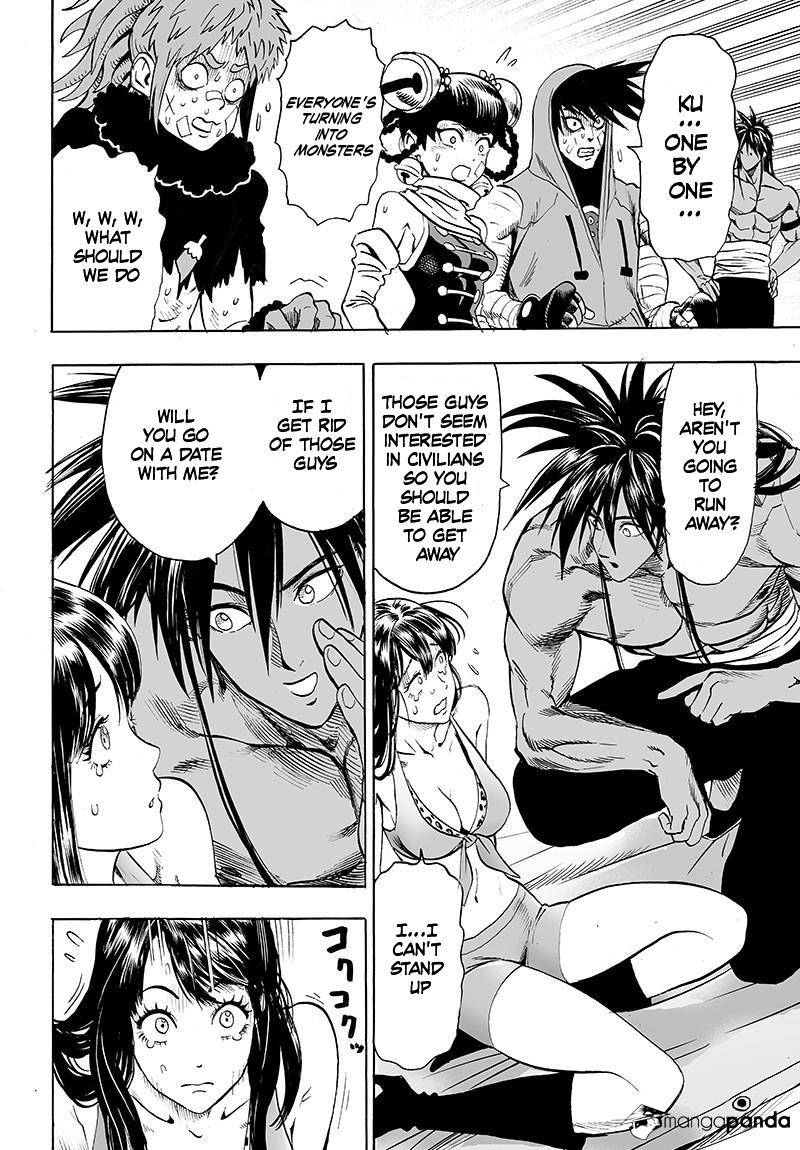 KU
...
ONE
BY
ONE
...
EVERYONE'S
TURNING
INTO
MONSTERS
W, W, W,
WHAT
SHOULD
WE DO
HEY,
AREN'T
YOU
GOING
TO
RUN
AWAY?
THOSE GUYS
DON'T SEEM
INTERESTED
IN CIVILIANS
SO YOU
SHOULD
BE ABLE
TO GET
AWAY
I...I
CAN'T
STAND
UP
IF I
GET RID
OF THOSE
GUYS
WILL
YOU GO
ON A DATE
WITH ME?
コクコクッ
mangapanda